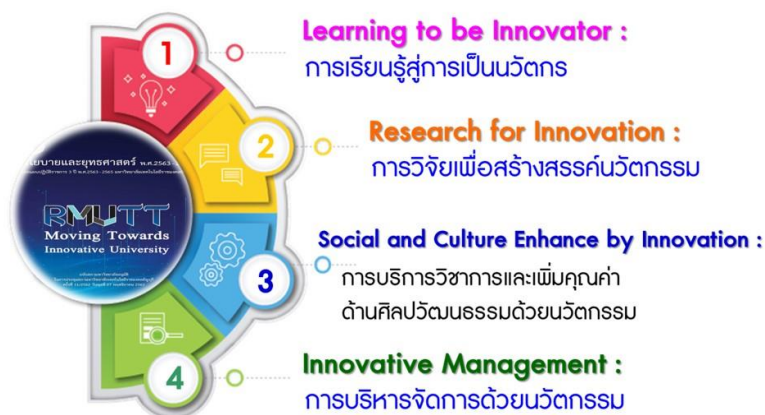 1
Learning to be Innovator :
การเรียนรู้สู่การเป็นนวัตกร
2
Research for Innovation :
การวิจัยเพื่อสร้างสรรค์นวัตกรรม
นโยบายและยุทธศาสตร์ พ.ศ.2563
RMUTT
Moving Towards
Innovative University
3
Social and Culture Enhance by Innovation :
การบริการวิชาการและเพิ่มคุณค่า
ด้านศิลปวัฒนธรรมด้วยนวัตกรรม
4
Innovative Management :
การบริหารจัดการด้วยนวัตกรรม